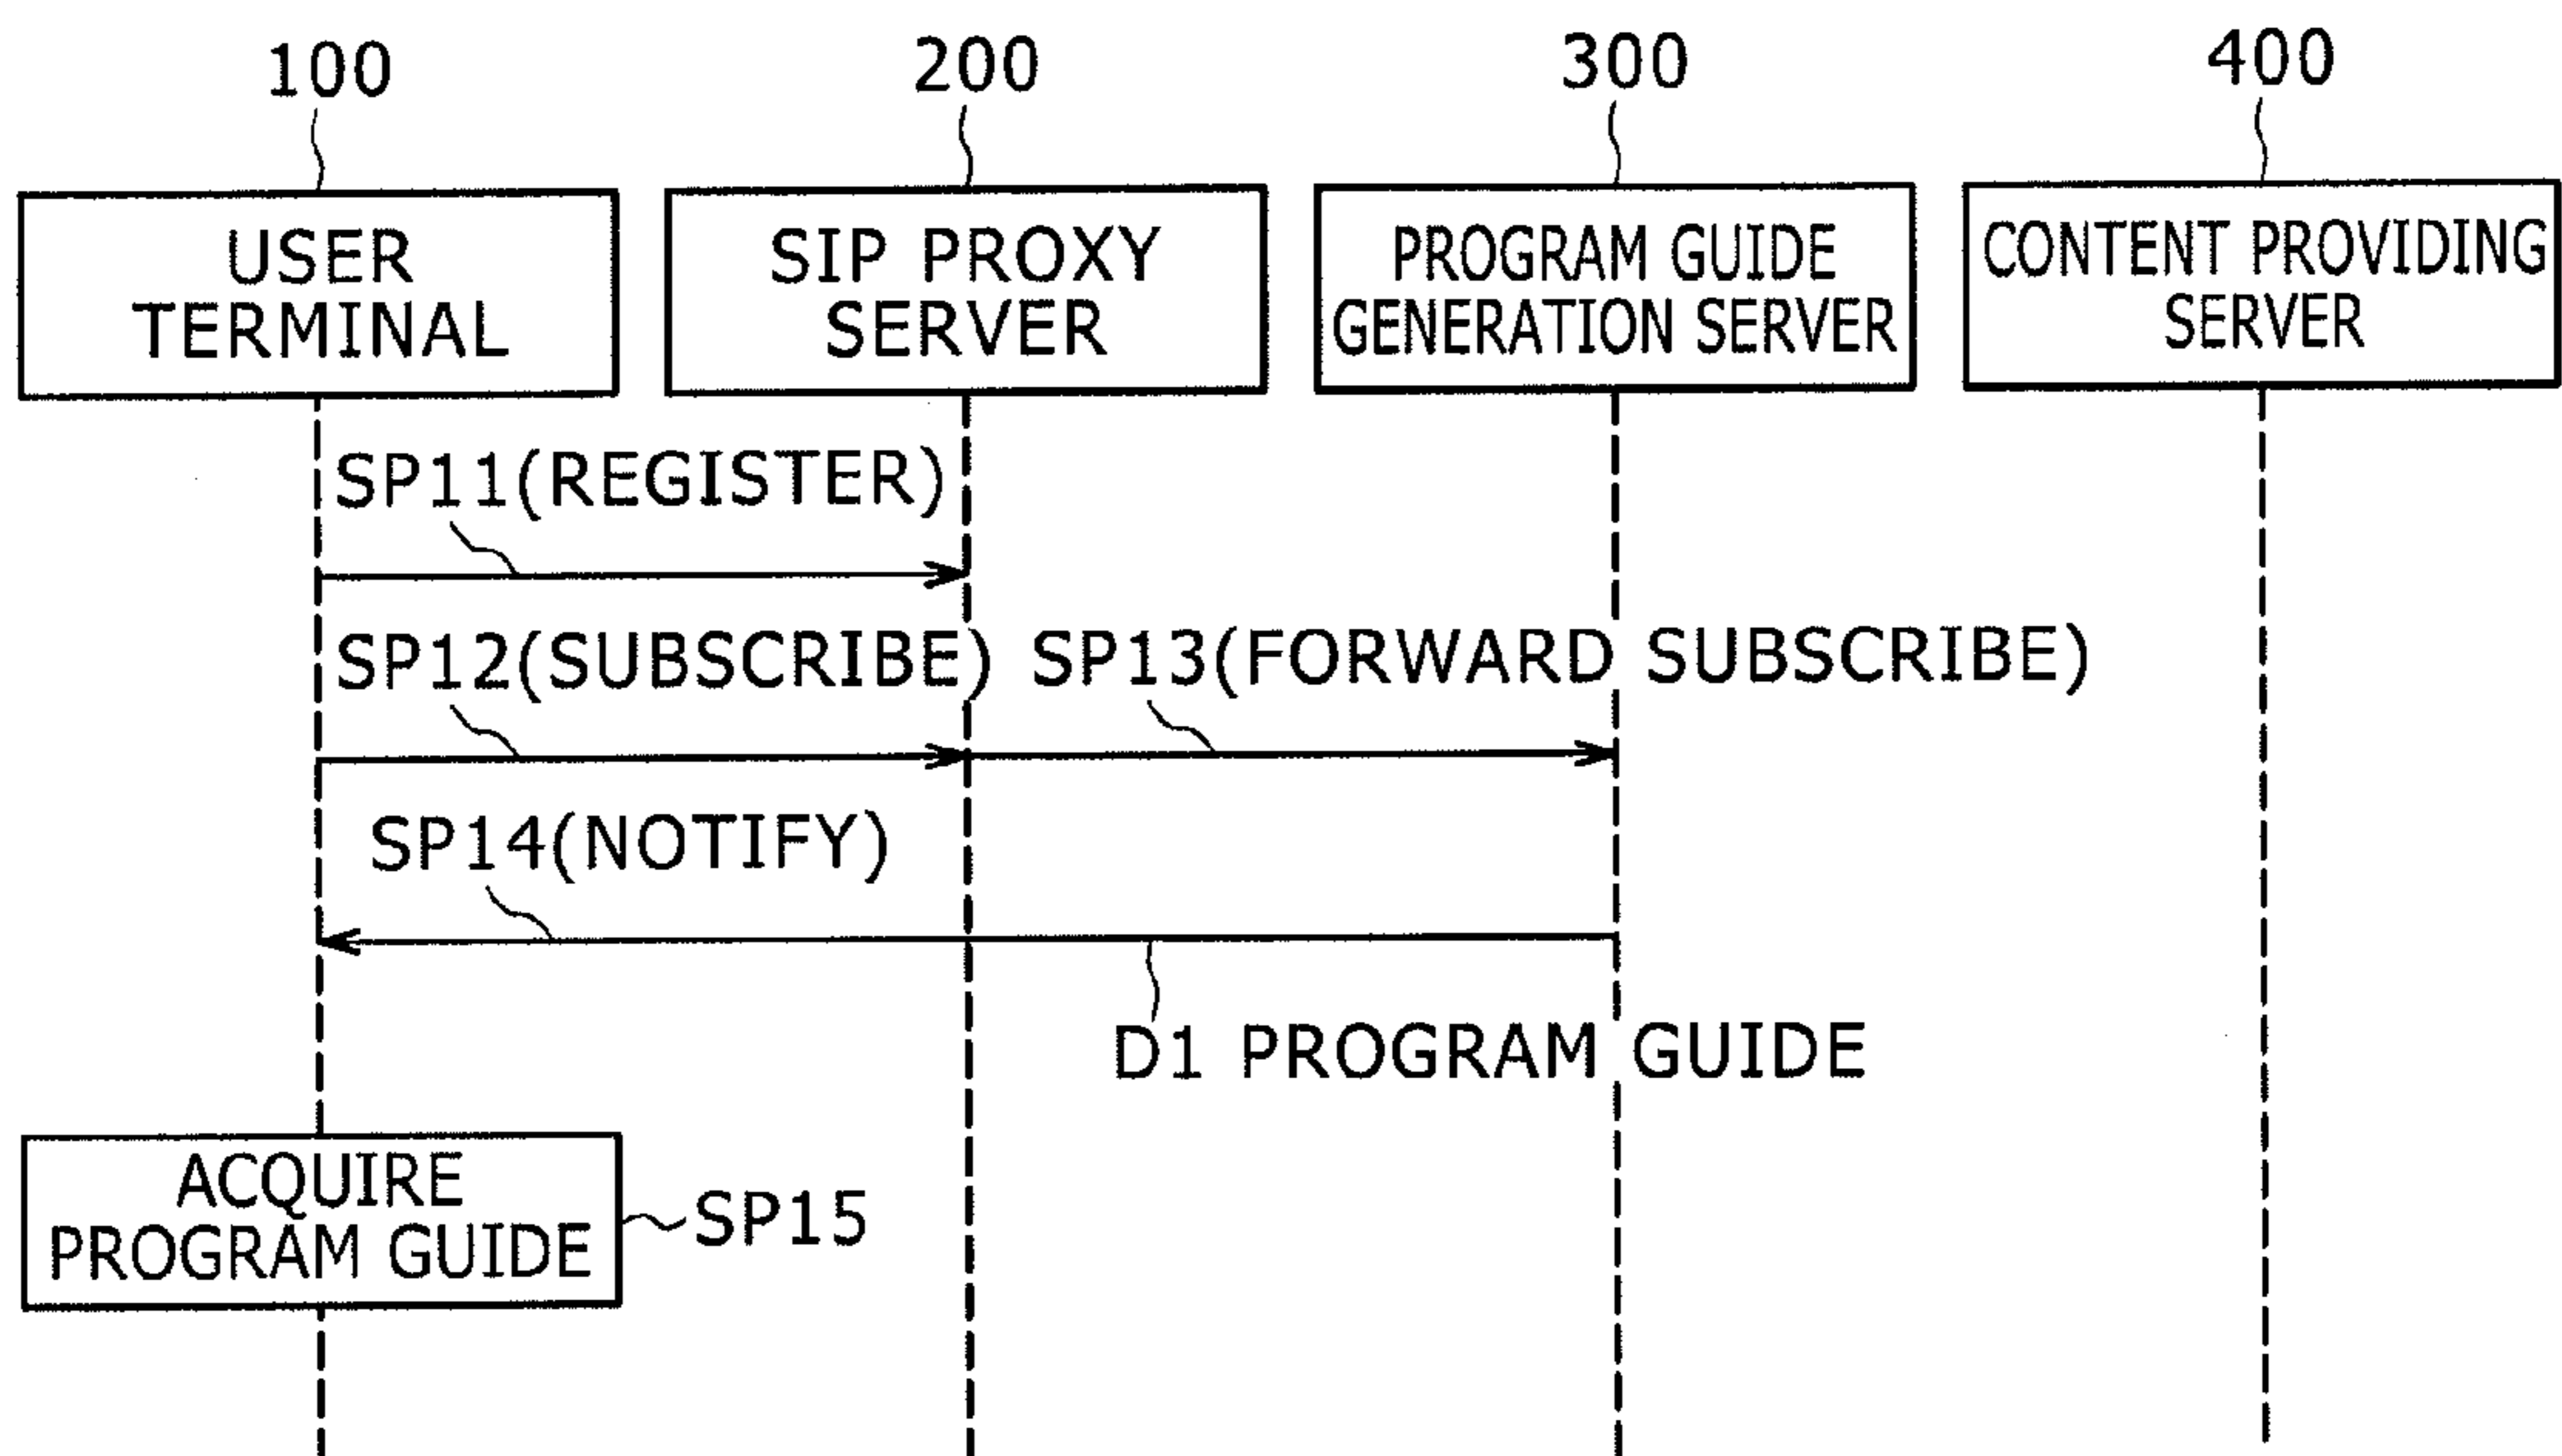 100
200
300
400
USER
TERMINAL
SIP PROXY
SERVER
PROGRAM GUIDE
GENERATION SERVER
CONTENT PROVIDING
SERVER
SP11(REGISTER)
SP12(SUBSCRIBE)
SP13(FORWARD SUBSCRIBE)
SP14(NOTIFY)
D1 PROGRAM GUIDE
ACQUIRE
PROGRAM GUIDE
SP15